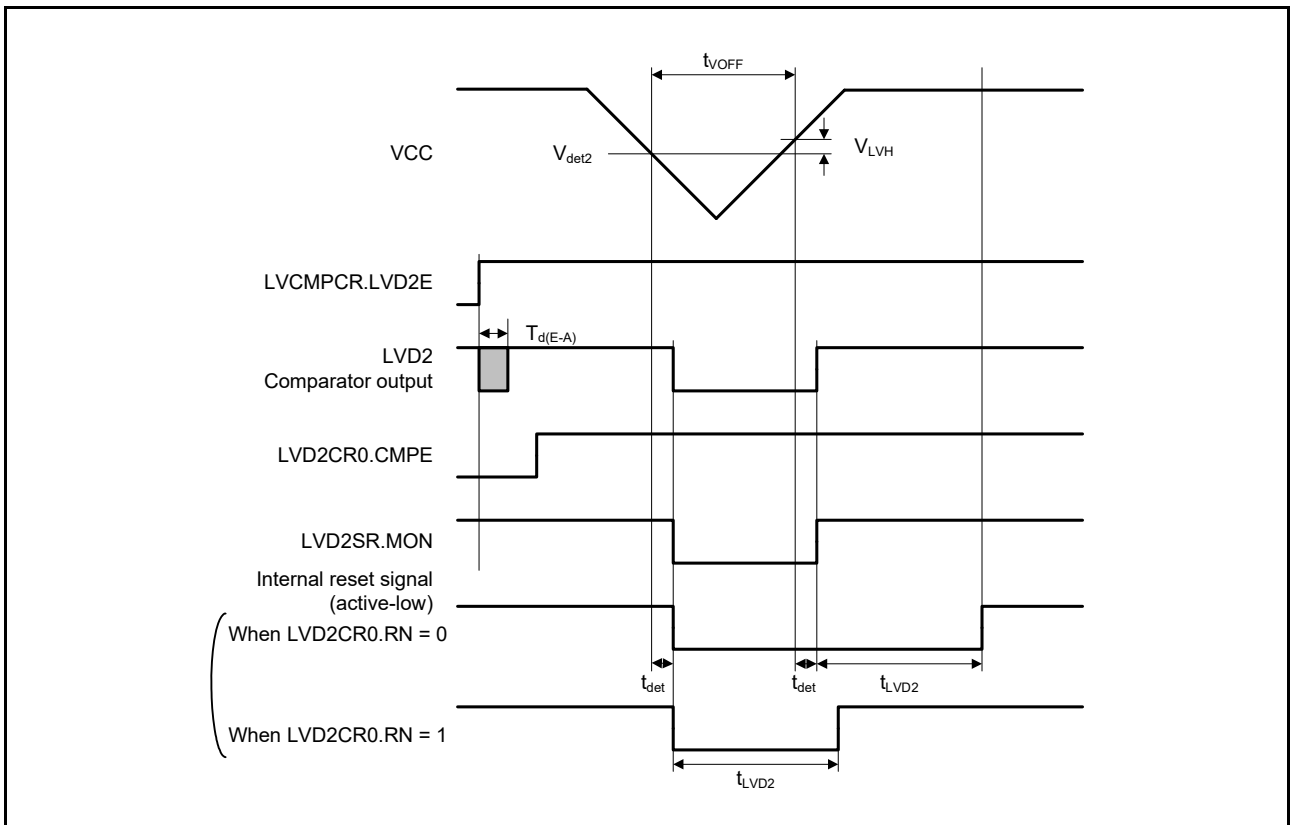 tVOFF
VCC
Vdet2
VLVH
LVCMPCR.LVD2E
Td(E-A)
LVD2
Comparator output
LVD2CR0.CMPE
LVD2SR.MON
Internal reset signal
(active-low)
When LVD2CR0.RN = 0
tdet
tdet
tLVD2
When LVD2CR0.RN = 1
tLVD2